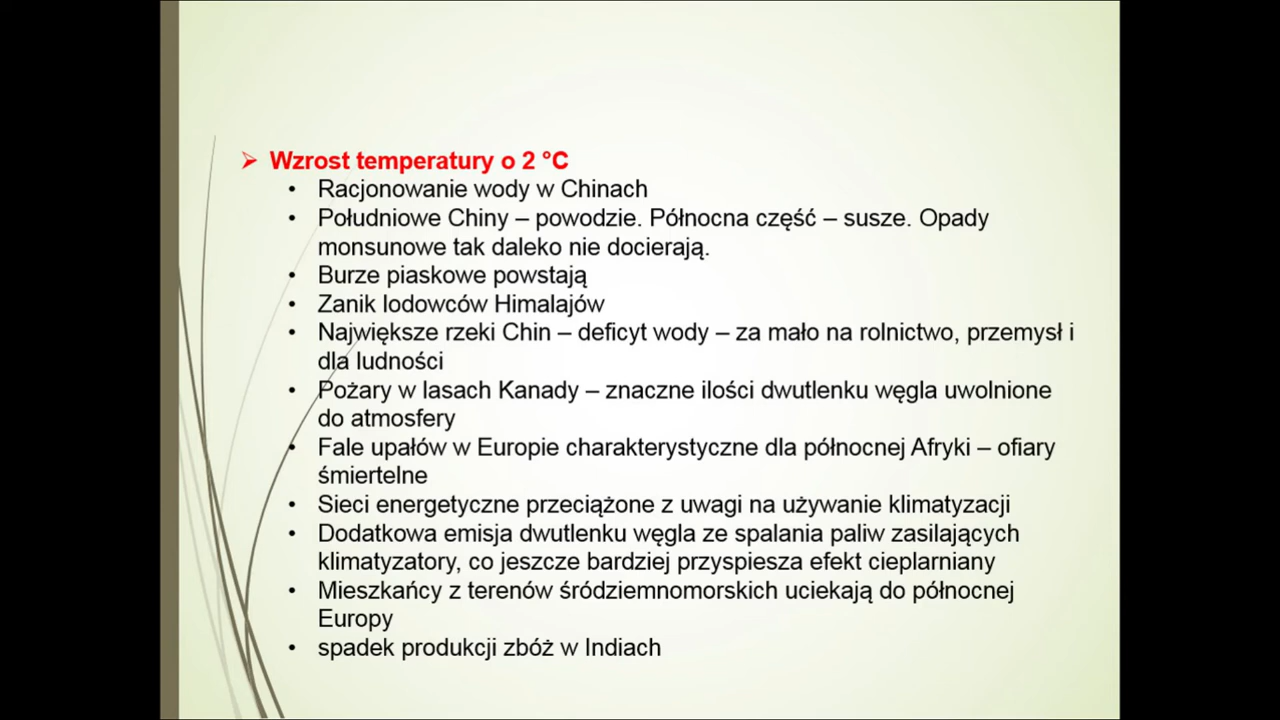 Wzrost temperatury o 2 °C
• Racjonowanie wody w Chinach
• Południowe Chiny – powodzie. Północna część – susze. Opady
monsunowe tak daleko nie docierają.
• Burze piaskowe powstają
• Zanik lodowców Himalajów
• Największe rzeki Chin – deficyt wody – za mało na rolnictwo, przemysł i
dla ludności
• Pożary w lasach Kanady – znaczne ilości dwutlenku węgla uwolnione
do atmosfery
• Fale upałów w Europie charakterystyczne dla północnej Afryki – ofiary
śmiertelne
• Sieci energetyczne przeciążone z uwagi na używanie klimatyzacji
• Dodatkowa emisja dwutlenku węgla ze spalania paliw zasilających
klimatyzatory, co jeszcze bardziej przyspiesza efekt cieplarniany
• Mieszkańcy z terenów śródziemnomorskich uciekają do północnej
Europy
• spadek produkcji zbóż w Indiach